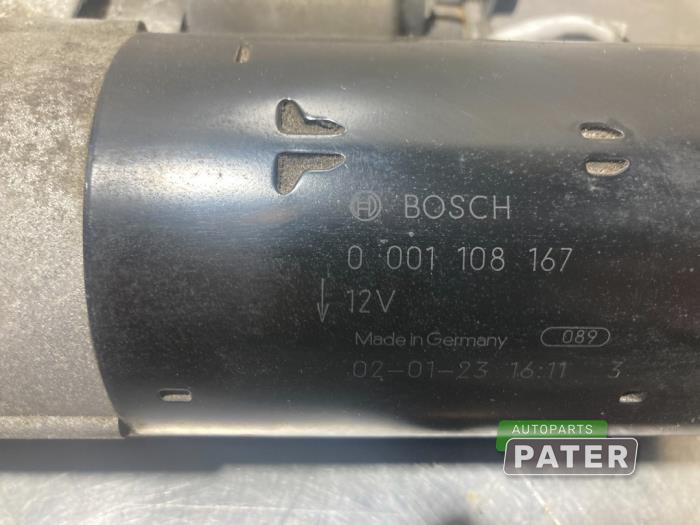 BOSCH
0 001 108 167
12V
Made in Germany 089
02-01-23 16:11 3
AUTOPARTS
PATER